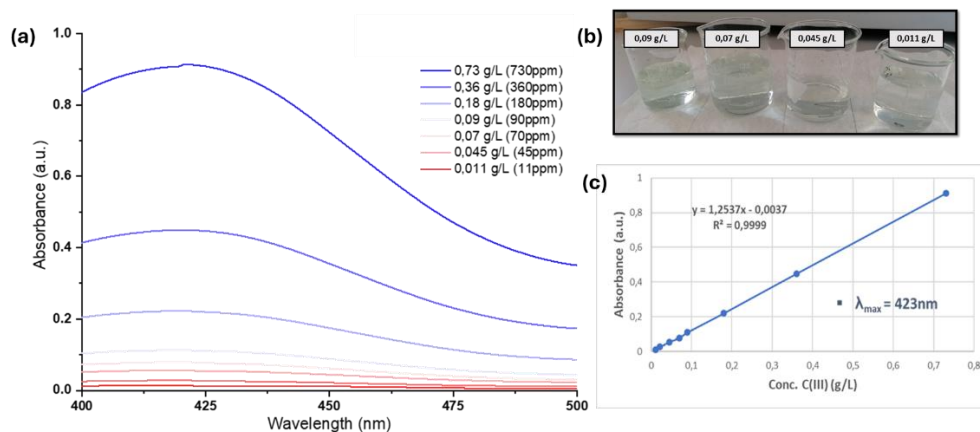 (a)
1.0
0.8
0.6
0.4
0.2
0.0
400
425
450
475
500
Absorbance (a.u.)
Wavelength (nm)
0,73 g/L (730ppm)
0,36 g/L (360ppm)
0,18 g/L (180ppm)
0,09 g/L (90ppm)
0,07 g/L (70ppm)
0,045 g/L (45ppm)
0,011 g/L (11ppm)
(b)
0,09 g/L
0,07 g/L
0,045 g/L
0,011 g/L
(c)
1
0,8
0,6
0,4
0,2
0
0
0,1
0,2
0,3
0,4
0,5
0,6
0,7
0,8
Absorbance (a.u.)
Conc. C(III) (g/L)
y = 1,2537x - 0,0037
R² = 0,9999
λmax = 423nm